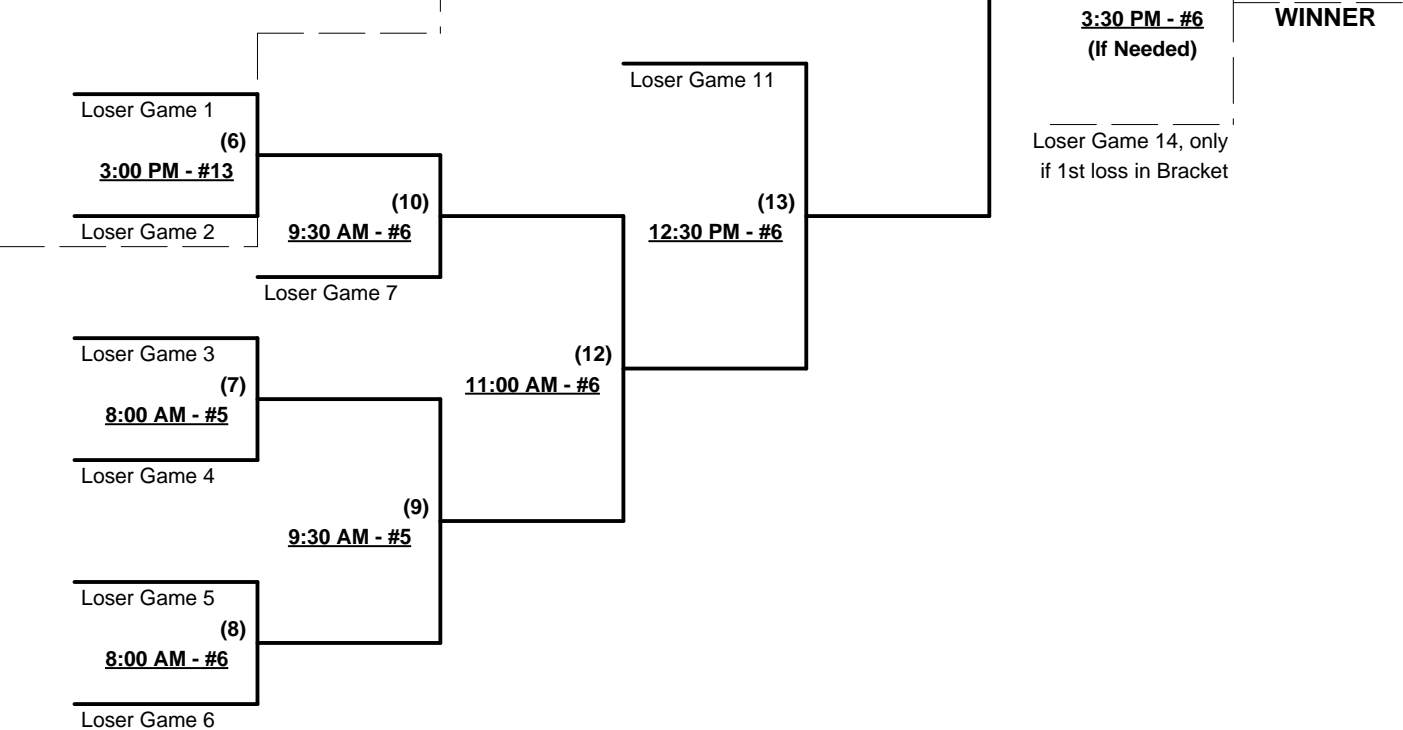 3:30 PM - #6
WINNER
(If Needed)
Loser Game 11
Loser Game 1
(6)
3:00 PM - #13
Loser Game 14, only
if 1st loss in Bracket
(10)
(13)
Loser Game 2
9:30 AM - #6
12:30 PM - #6
Loser Game 7
Loser Game 3
(12)
(7)
11:00 AM - #6
8:00 AM - #5
Loser Game 4
(9)
9:30 AM - #5
Loser Game 5
(8)
8:00 AM - #6
Loser Game 6